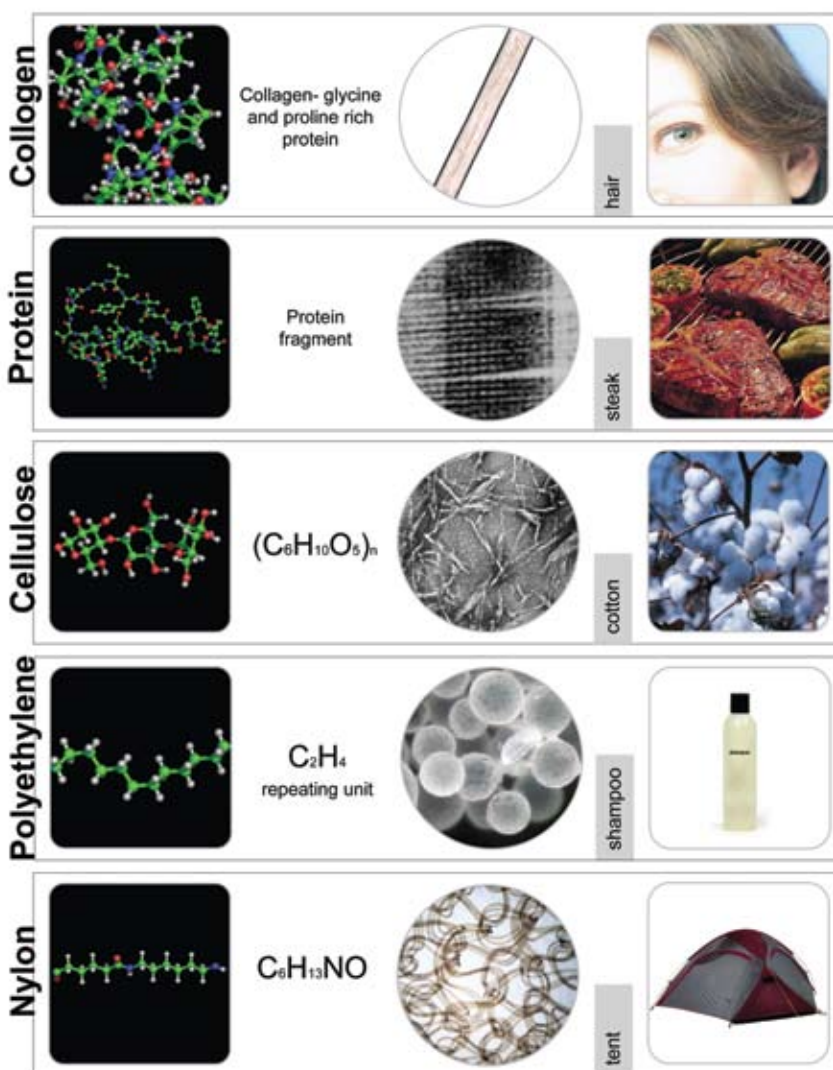 Collogen
Collagen- glycine
and proline rich
protein
hair
Protein
Protein
fragment
steak
Cellulose
(C₆H₁₀O₅)ₙ
cotton
Polyethylene
C₂H₄
repeating unit
shampoo
Nylon
C₆H₁₃NO
tent